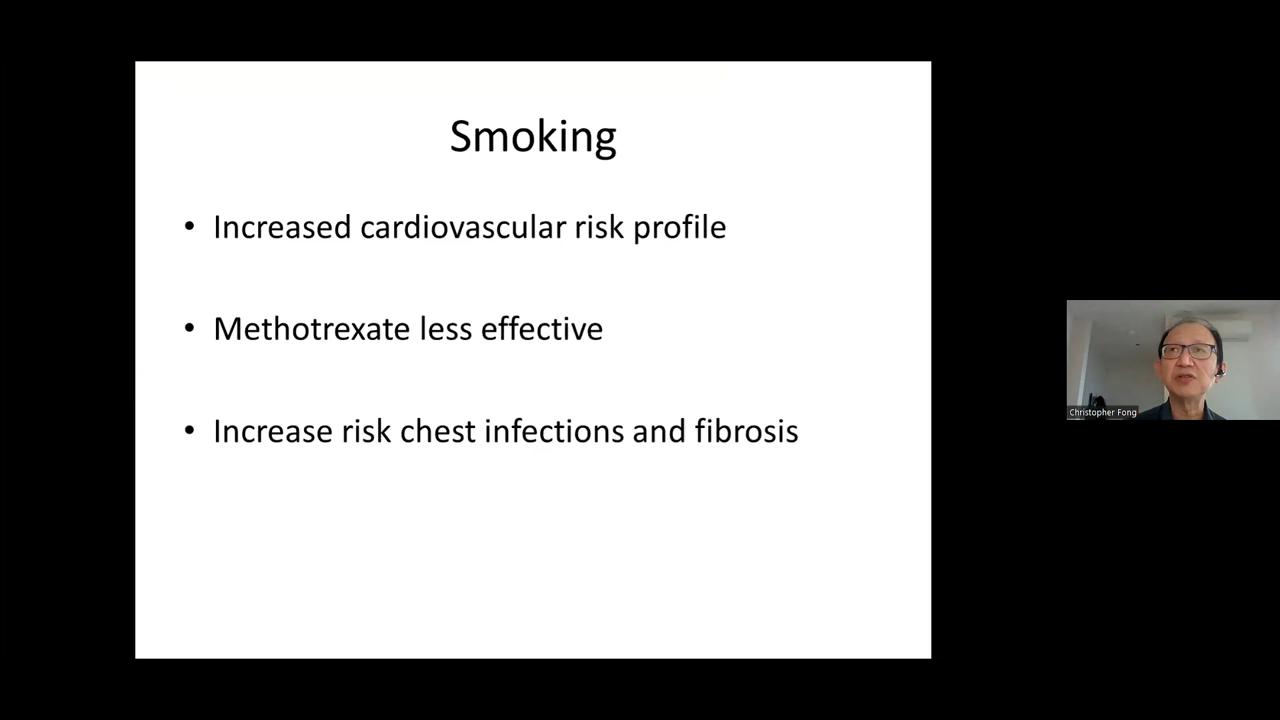 Smoking
• Increased cardiovascular risk profile
• Methotrexate less effective
• Increase risk chest infections and fibrosis
Christopher Fong